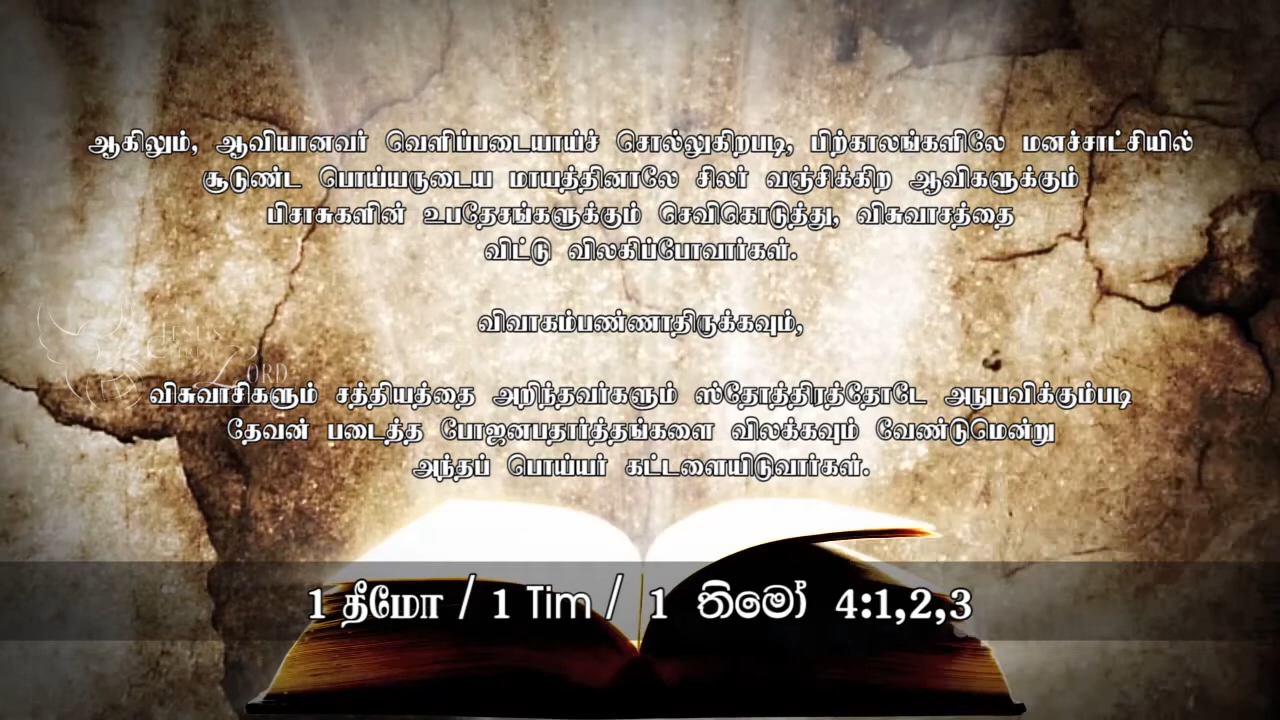 ஆகிலும், ஆவியானவர் வெளிப்படையாய்ச் சொல்லுகிறபடி, பிற்காலங்களிலே மனச்சாட்சியில்
சூடுண்ட பொய்யருடைய மாயத்தினாலே சிலர் வஞ்சிக்கிற ஆவிகளுக்கும்
பிசாசுகளின் உபதேசங்களுக்கும் செவிகொடுத்து, விசுவாசத்தை
விட்டு விலகிப்போவார்கள்.
விவாகம்பண்ணாதிருக்கவும்,
JESUS
LORD
விசுவாசிகளும் சத்தியத்தை அறிந்தவர்களும் ஸ்தோத்திரத்தோடே அநுபவிக்கும்படி
தேவன் படைத்த போஜனபதார்த்தங்களை விலக்கவும் வேண்டுமென்று
அந்தப் பொய்யர் கட்டளையிடுவார்கள்.
1 தீமோ / 1 Tim / 1 තිමෝ 4:1,2,3